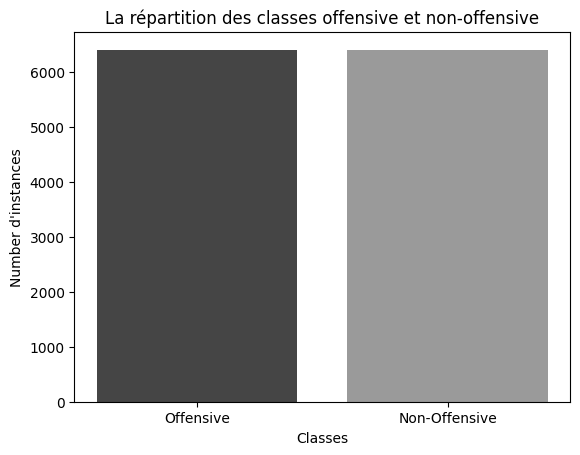 La répartition des classes offensive et non-offensive
Number d'instances
6000
5000
4000
3000
2000
1000
0
Offensive Non-Offensive
Classes